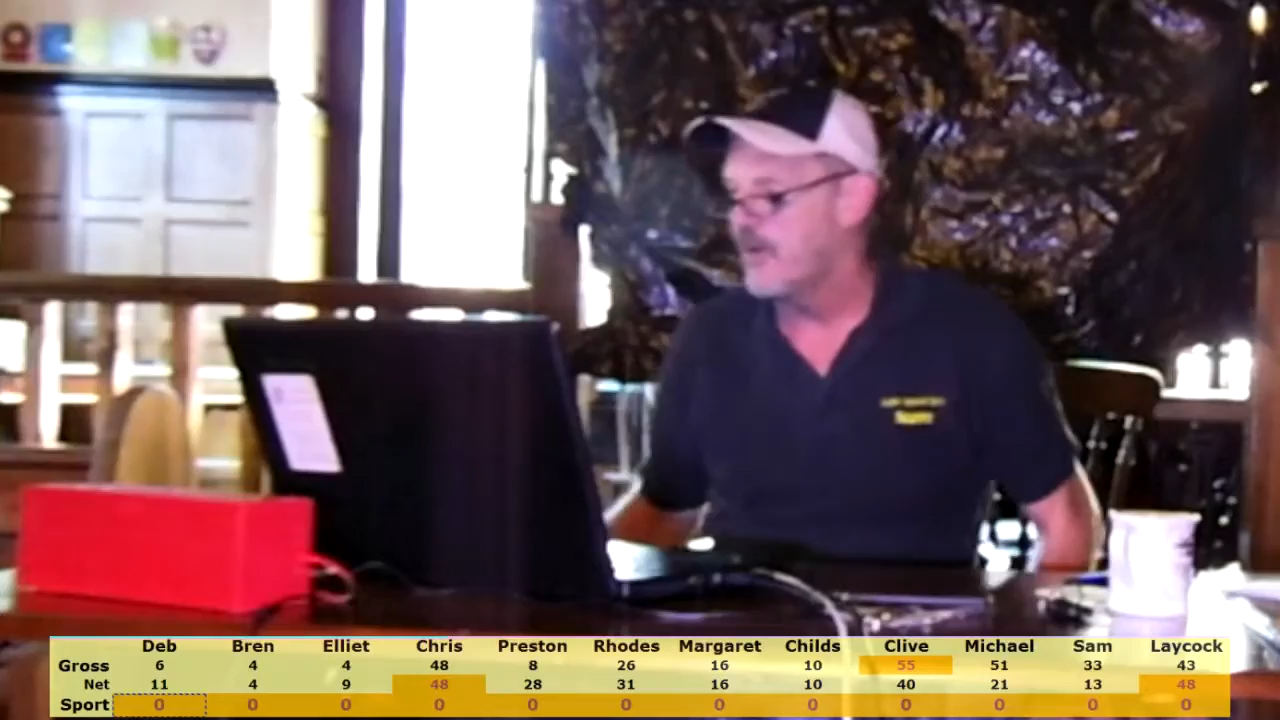 Deb Bren Elliet Chris Preston Rhodes Margaret Childs Clive Michael Sam Laycock
Gross 6 4 4 48 8 26 16 10 55 51 33 43
Net 11 4 9 48 28 31 16 10 40 21 13 48
Sport 0 0 0 0 0 0 0 0 0 0 0 0